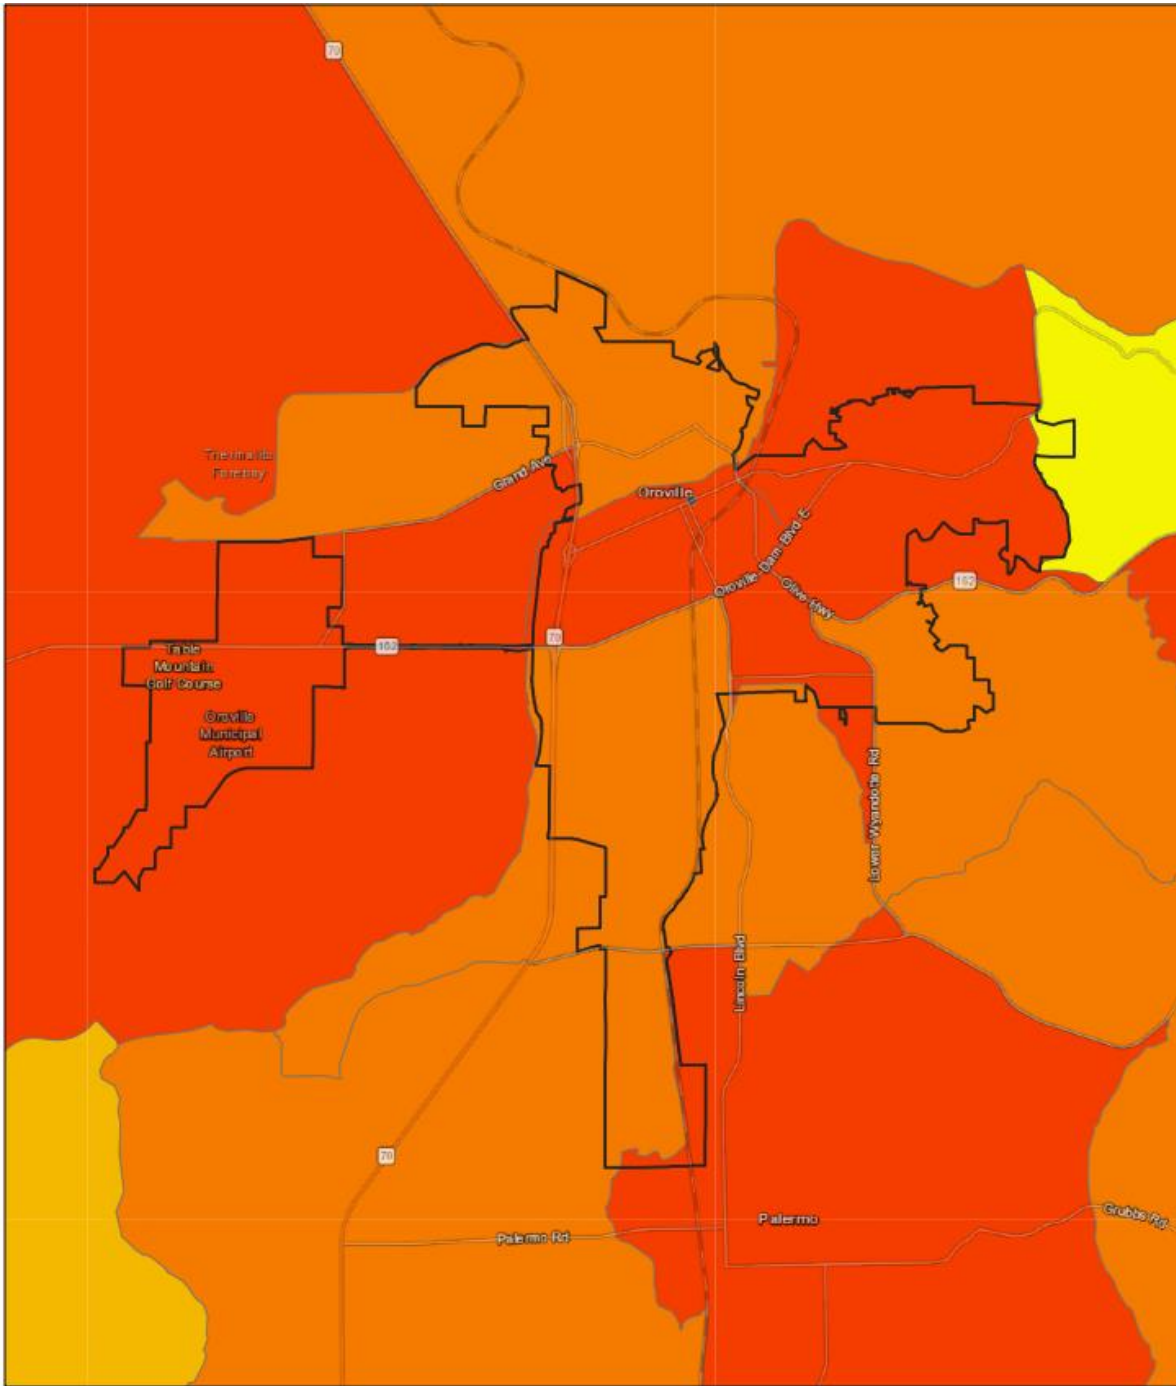 70
Thermalito
Forebay
Grand Ave
Oroville
Oroville-Dam-Blvd-E
Olive-Hwy
162
70
162
Table
Mountain
Golf Course
Oroville
Municipal
Airport
Lower-Wyandotte Rd
Lincoln-Blvd
70
Palermo
Grubbs Rd
Palermo Rd